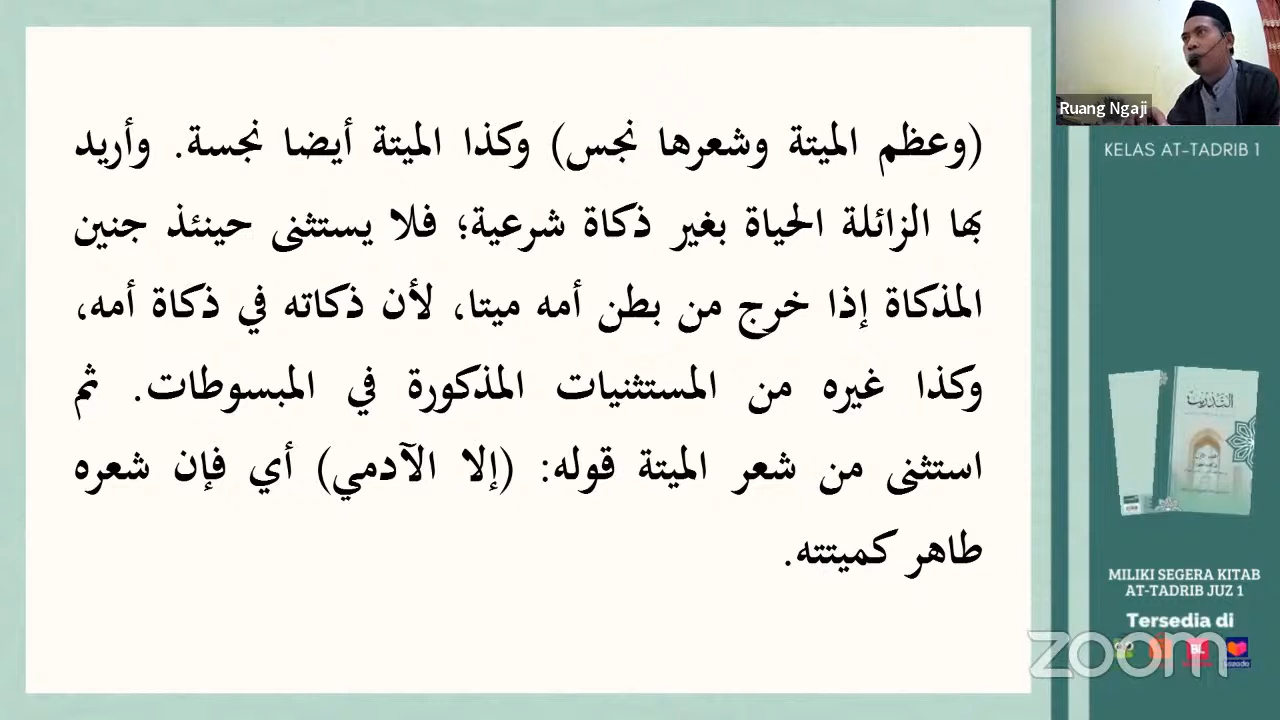 (وعظم الميتة وشعرها نجس) وكذا الميتة أيضا نجسة. وأريد
بها الزائلة الحياة بغير ذكاة شرعية؛ فلا يستثنى حينئذ جنين
المذكاة إذا خرج من بطن أمه ميتا، لأن ذكاته في ذكاة أمه،
وكذا غيره من المستثنيات المذكورة في المبسوطات. ثم
استثنى من شعر الميتة قوله: (إلا الآدمي) أي فإن شعره
طاهر كميتته.
Ruang Ngaji
KELAS AT-TADRIB 1
التدريب
MILIKI SEGERA KITAB
AT-TADRIB JUZ 1
Tersedia di
zoom
BL